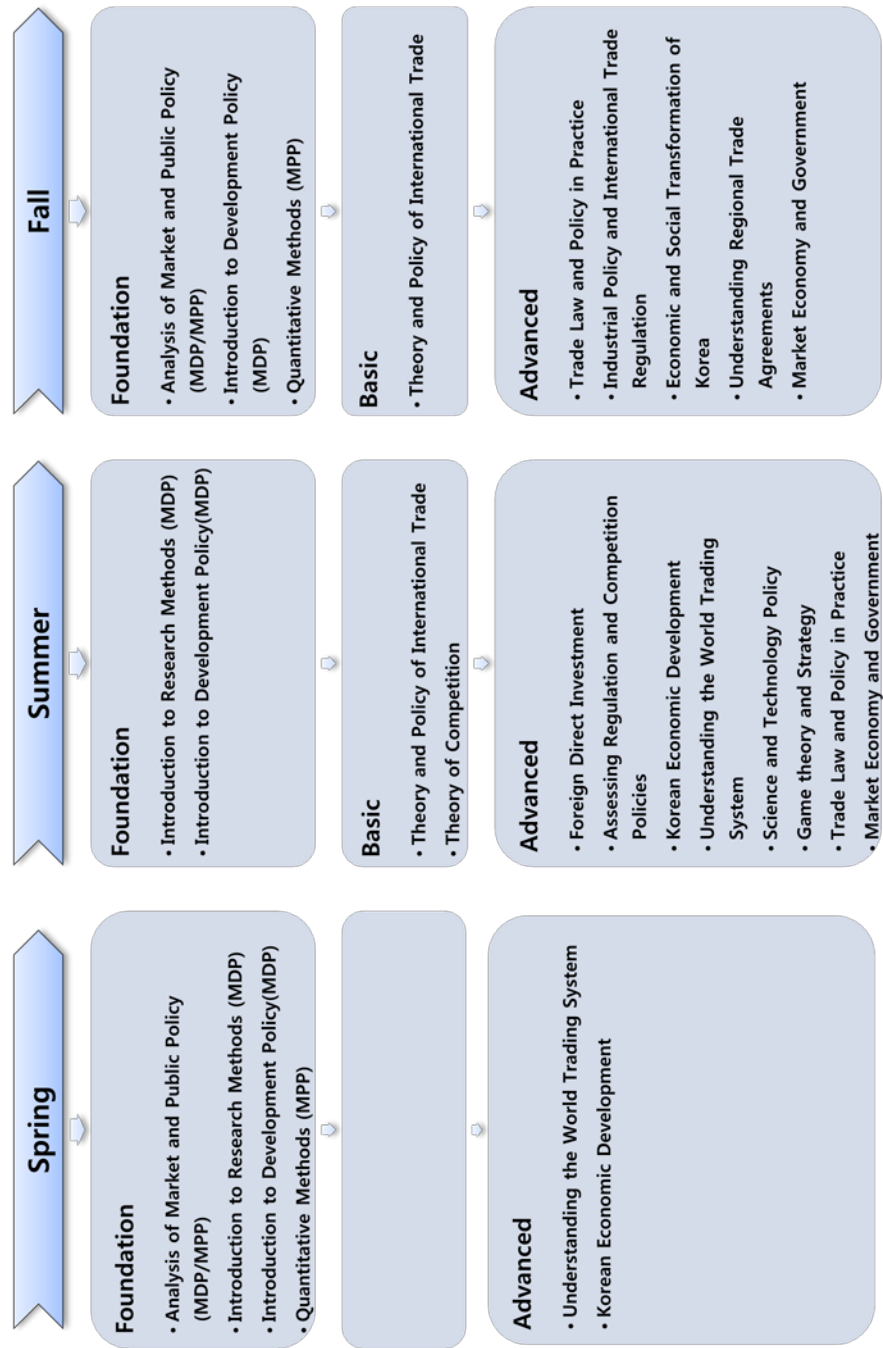 Spring
Foundation
• Analysis of Market and Public Policy
(MDP/MPP)
• Introduction to Research Methods (MDP)
• Introduction to Development Policy(MDP)
• Quantitative Methods (MPP)
Advanced
• Understanding the World Trading System
• Korean Economic Development
Summer
Foundation
• Introduction to Research Methods (MDP)
• Introduction to Development Policy(MDP)
Basic
• Theory and Policy of International Trade
• Theory of Competition
Advanced
• Foreign Direct Investment
• Assessing Regulation and Competition
Policies
• Korean Economic Development
• Understanding the World Trading
System
• Science and Technology Policy
• Game theory and Strategy
• Trade Law and Policy in Practice
• Market Economy and Government
Fall
Foundation
• Analysis of Market and Public Policy
(MDP/MPP)
• Introduction to Development Policy
(MDP)
• Quantitative Methods (MPP)
Basic
• Theory and Policy of International Trade
Advanced
• Trade Law and Policy in Practice
• Industrial Policy and International Trade
Regulation
• Economic and Social Transformation of
Korea
• Understanding Regional Trade
Agreements
• Market Economy and Government